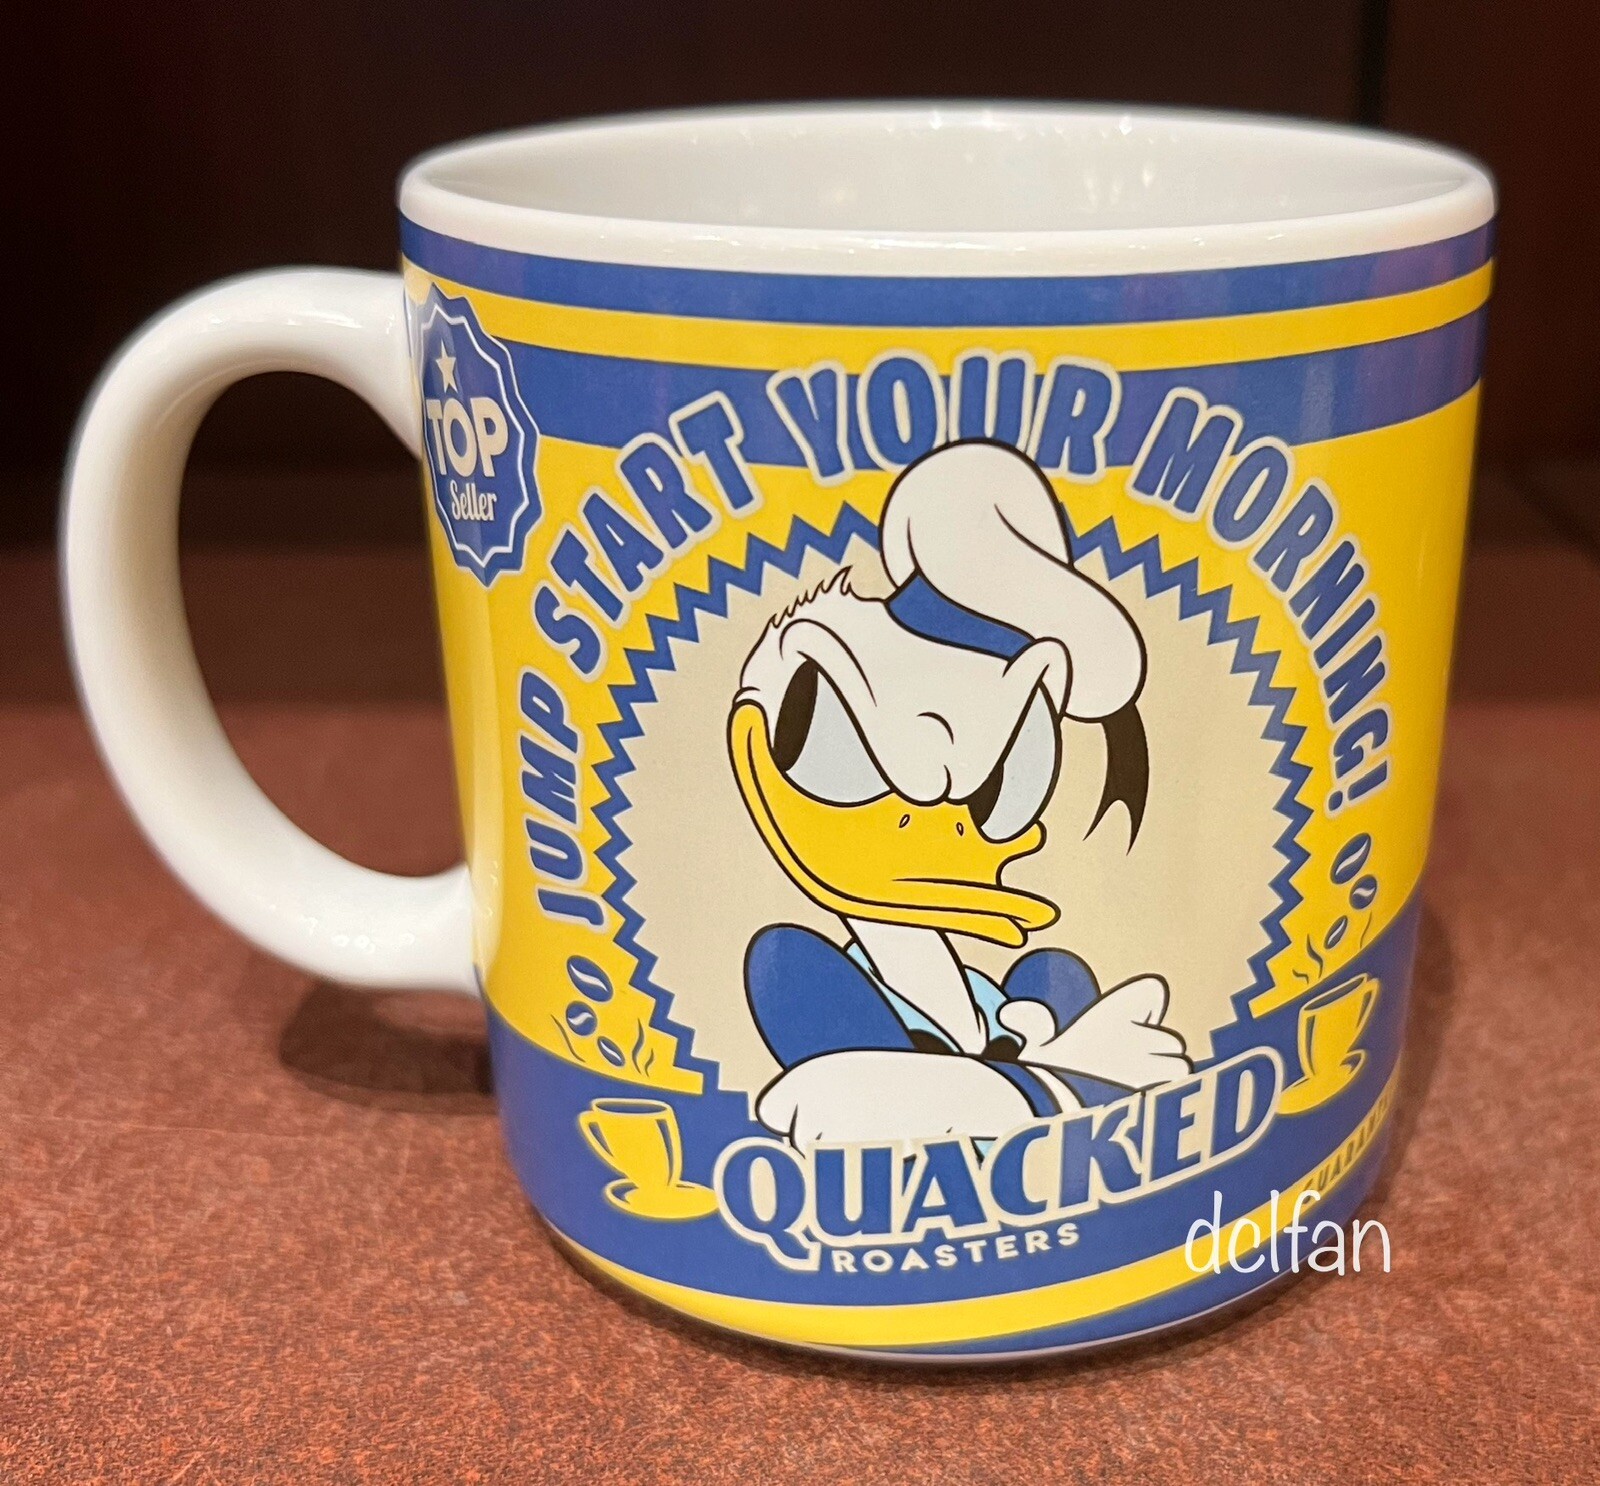 TOP
Seller
JUMP START YOUR MORNING!
QUACKED
ROASTERS
dclfan